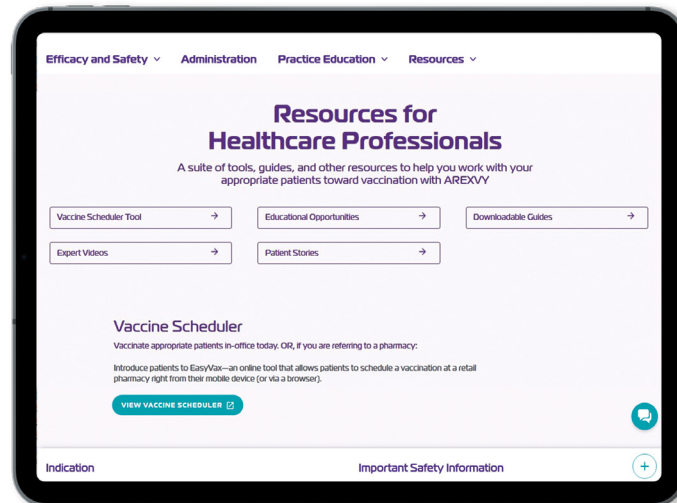 Efficacy and Safety
Administration
Practice Education
Resources
Resources for
Healthcare Professionals
A suite of tools, guides, and other resources to help you work with your
appropriate patients toward vaccination with AREXVY
Vaccine Scheduler Tool
Educational Opportunities
Downloadable Guides
Expert Videos
Patient Stories
Vaccine Scheduler
Vaccinate appropriate patients in-office today. OR, if you are referring to a pharmacy:
Introduce patients to EasyVax—an online tool that allows patients to schedule a vaccination at a retail
pharmacy right from their mobile device (or via a browser).
VIEW VACCINE SCHEDULER
Indication
Important Safety Information